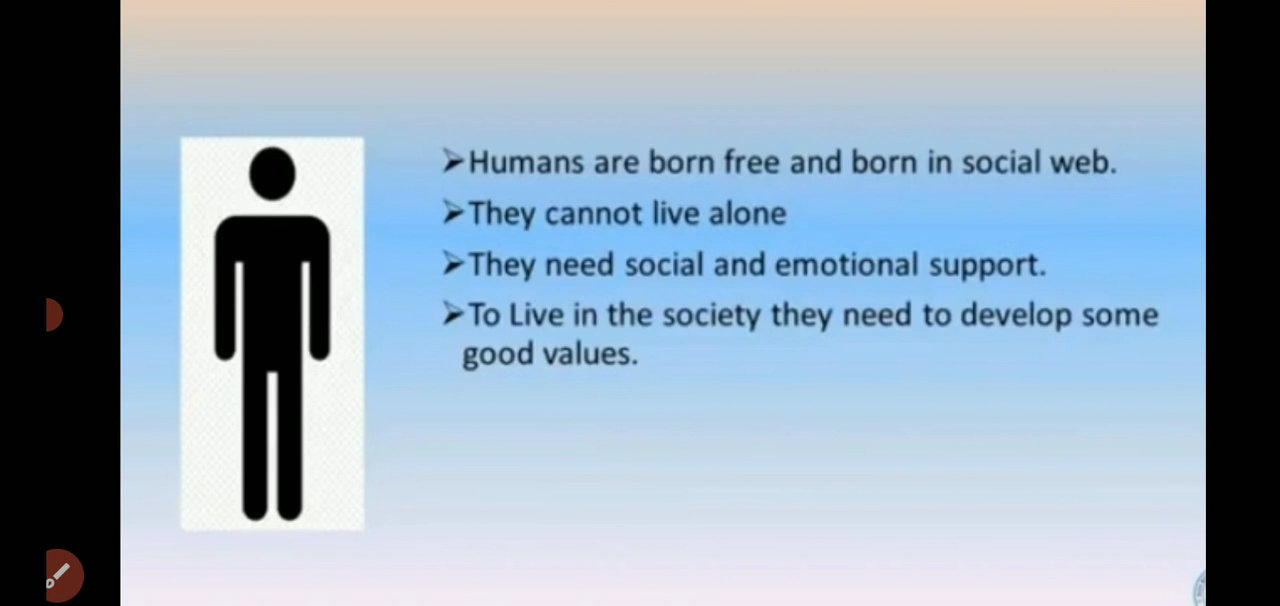 ➢Humans are born free and born in social web.
➢They cannot live alone
➢They need social and emotional support.
➢To Live in the society they need to develop some
good values.